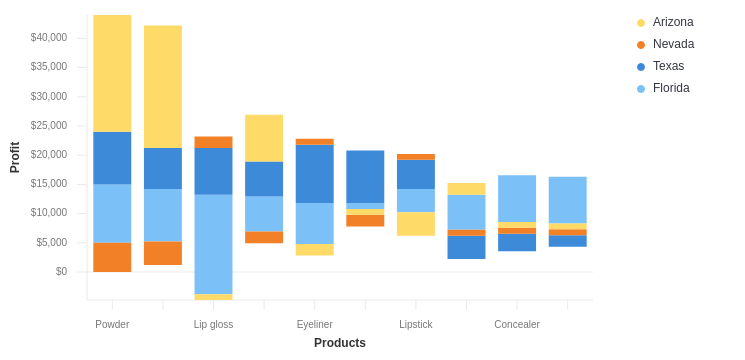 Arizona
Nevada
Texas
Florida
$40,000
$35,000
$30,000
$25,000
$20,000
$15,000
$10,000
$5,000
$0
Profit
Powder
Lip gloss
Eyeliner
Lipstick
Concealer
Products